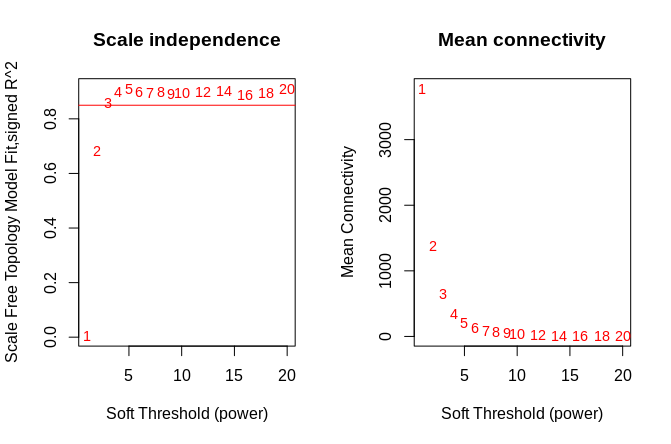 Scale independence
Scale Free Topology Model Fit,signed R^2
0.0 0.2 0.4 0.6 0.8
1 2 3 4 5 6 7 8 9 10 12 14 16 18 20
5 10 15 20
Soft Threshold (power)
Mean connectivity
Mean Connectivity
0 1000 2000 3000
1 2 3 4 5 6 7 8 9 10 12 14 16 18 20
5 10 15 20
Soft Threshold (power)